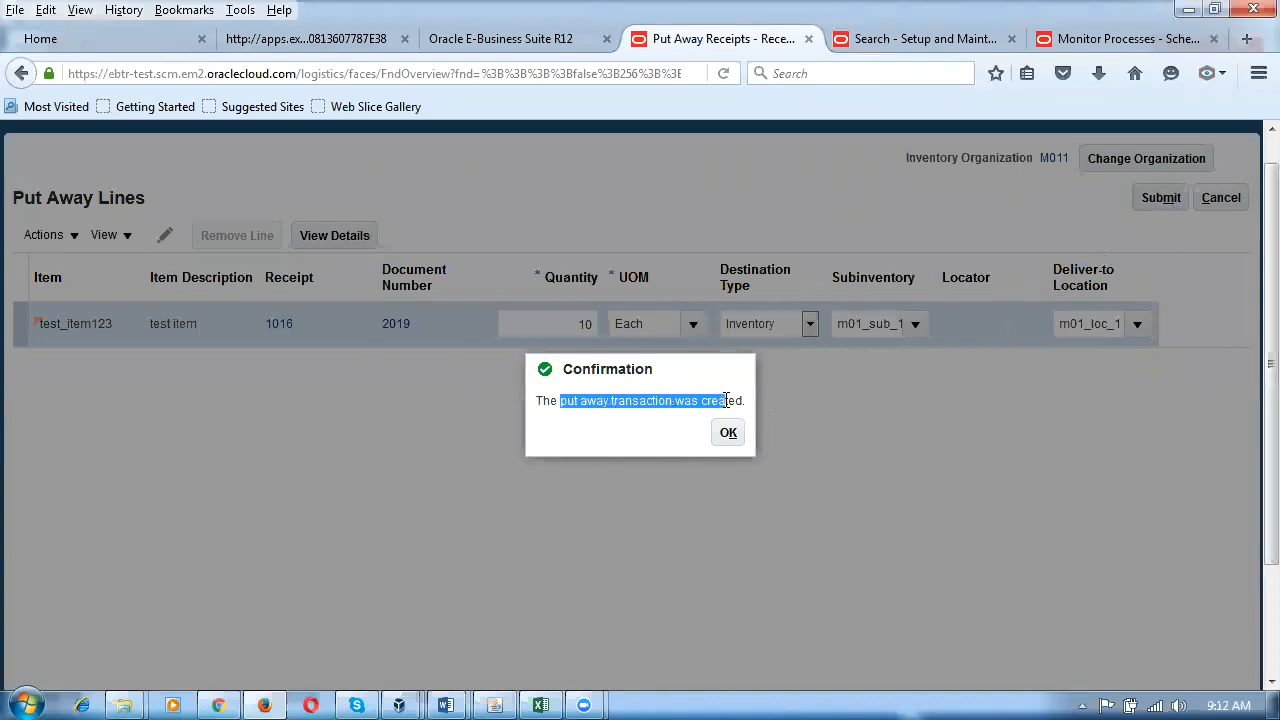 File Edit View History Bookmarks Tools Help
Home × http://apps.ex...0813607787E38 × Oracle E-Business Suite R12 × Put Away Receipts - Rece... × Search - Setup and Maint... × Monitor Processes - Sche... × +
https://ebtr-test.scm.em2.oraclecloud.com/logistics/faces/FndOverview?fnd=%3B%3B%3B%3Bfalse%3B256%3B%3E Search
Most Visited Getting Started Suggested Sites Web Slice Gallery
Inventory Organization M011 Change Organization
Put Away Lines Submit Cancel
Actions View Remove Line View Details
Item Item Description Receipt Document Number * Quantity * UOM Destination Type Subinventory Locator Deliver-to Location
test_item123 test item 1016 2019 10 Each Inventory m01_sub_1 m01_loc_1
Confirmation
The put away transaction was created.
OK
9:12 AM